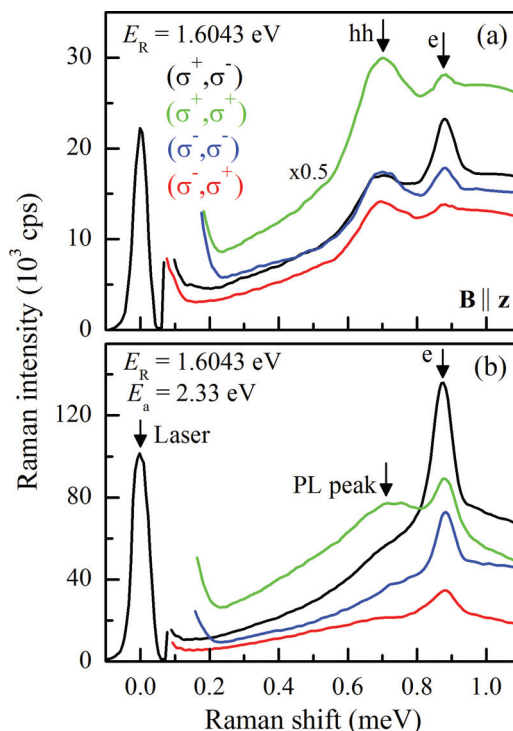 hh
e
E_R = 1.6043 eV
(a)
(σ⁺,σ⁻)
(σ⁺,σ⁺)
(σ⁻,σ⁻)
(σ⁻,σ⁺)
x0.5
B || z
30
20
10
0
E_R = 1.6043 eV
E_a = 2.33 eV
e
(b)
Laser
PL peak
120
80
40
0
0.0 0.2 0.4 0.6 0.8 1.0
Raman shift (meV)
Raman intensity (10³ cps)